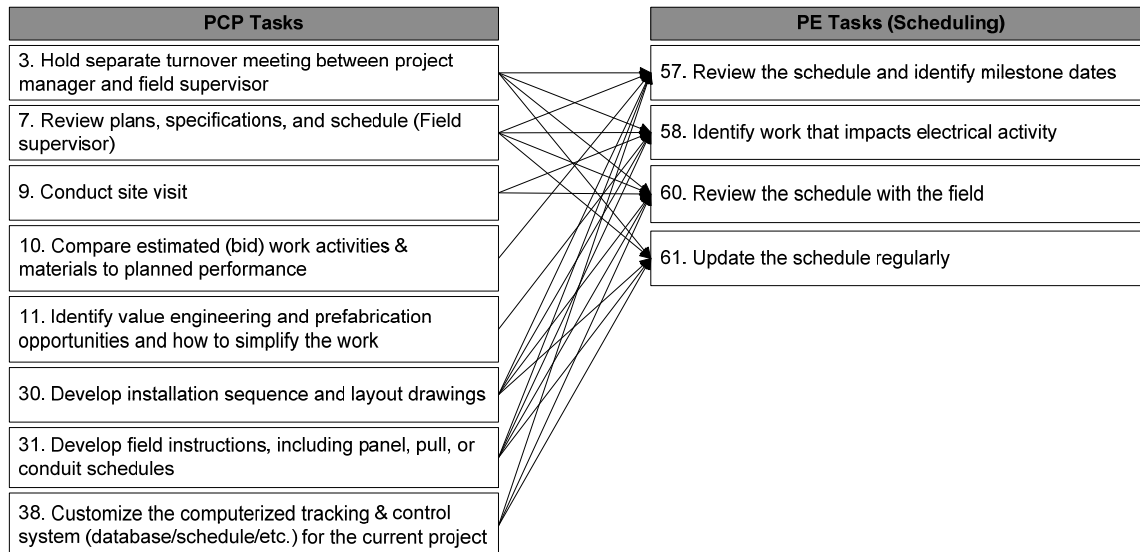 PCP Tasks
3. Hold separate turnover meeting between project
manager and field supervisor
7. Review plans, specifications, and schedule (Field
supervisor)
9. Conduct site visit
10. Compare estimated (bid) work activities &
materials to planned performance
11. Identify value engineering and prefabrication
opportunities and how to simplify the work
30. Develop installation sequence and layout drawings
31. Develop field instructions, including panel, pull, or
conduit schedules
38. Customize the computerized tracking & control
system (database/schedule/etc.) for the current project
PE Tasks (Scheduling)
57. Review the schedule and identify milestone dates
58. Identify work that impacts electrical activity
60. Review the schedule with the field
61. Update the schedule regularly